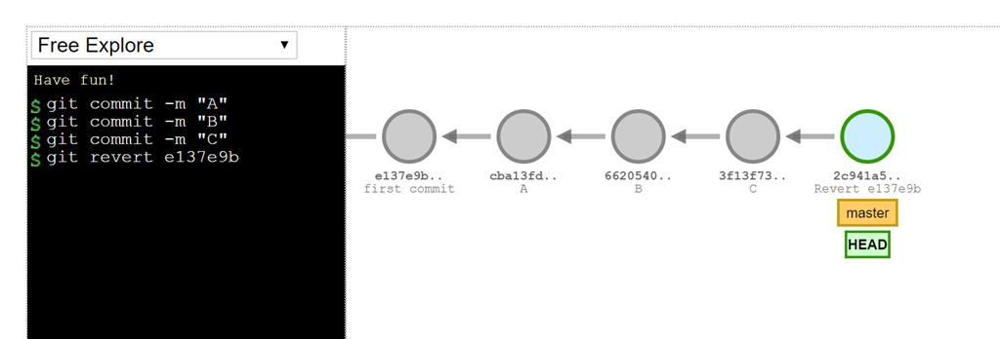 Free Explore
Have fun!
$ git commit -m "A"
$ git commit -m "B"
$ git commit -m "C"
$ git revert e137e9b
e137e9b.. cba13fd.. 6620540.. 3f13f73.. 2c941a5..
first commit A B C Revert e137e9b
master
HEAD